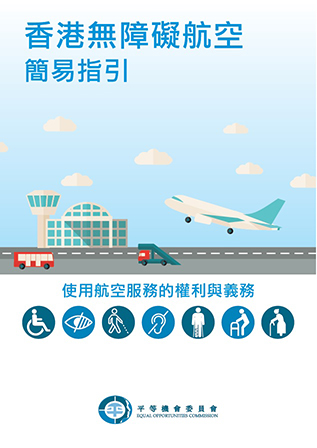 香港無障礙航空
簡易指引
使用航空服務的權利與義務
平等機會委員會
EQUAL OPPORTUNITIES COMMISSION